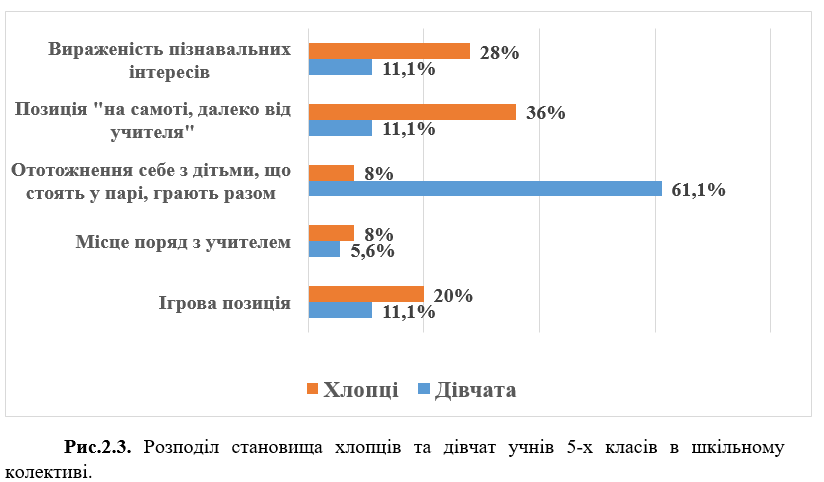 Вираженість пізнавальних
інтересів
28%
11,1%
Позиція "на самоті, далеко від
учителя"
36%
11,1%
Ототожнення себе з дітьми, що
стоять у парі, грають разом
8%
61,1%
Місце поряд з учителем
8%
5,6%
Ігрова позиція
20%
11,1%
Хлопці Дівчата
Рис.2.3. Розподіл становища хлопців та дівчат учнів 5-х класів в шкільному
колективі.